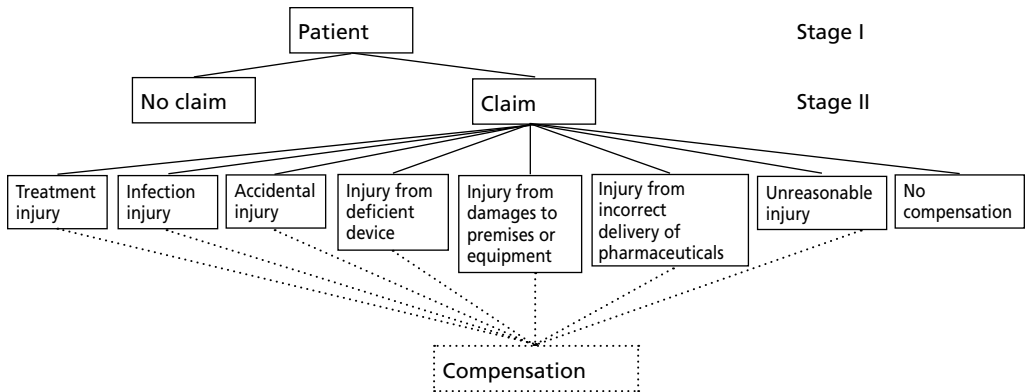 Patient
Stage I
No claim
Claim
Stage II
Treatment
injury
Infection
injury
Accidental
injury
Injury from
deficient
device
Injury from
damages to
premises or
equipment
Injury from
incorrect
delivery of
pharmaceuticals
Unreasonable
injury
No
compensation
Compensation